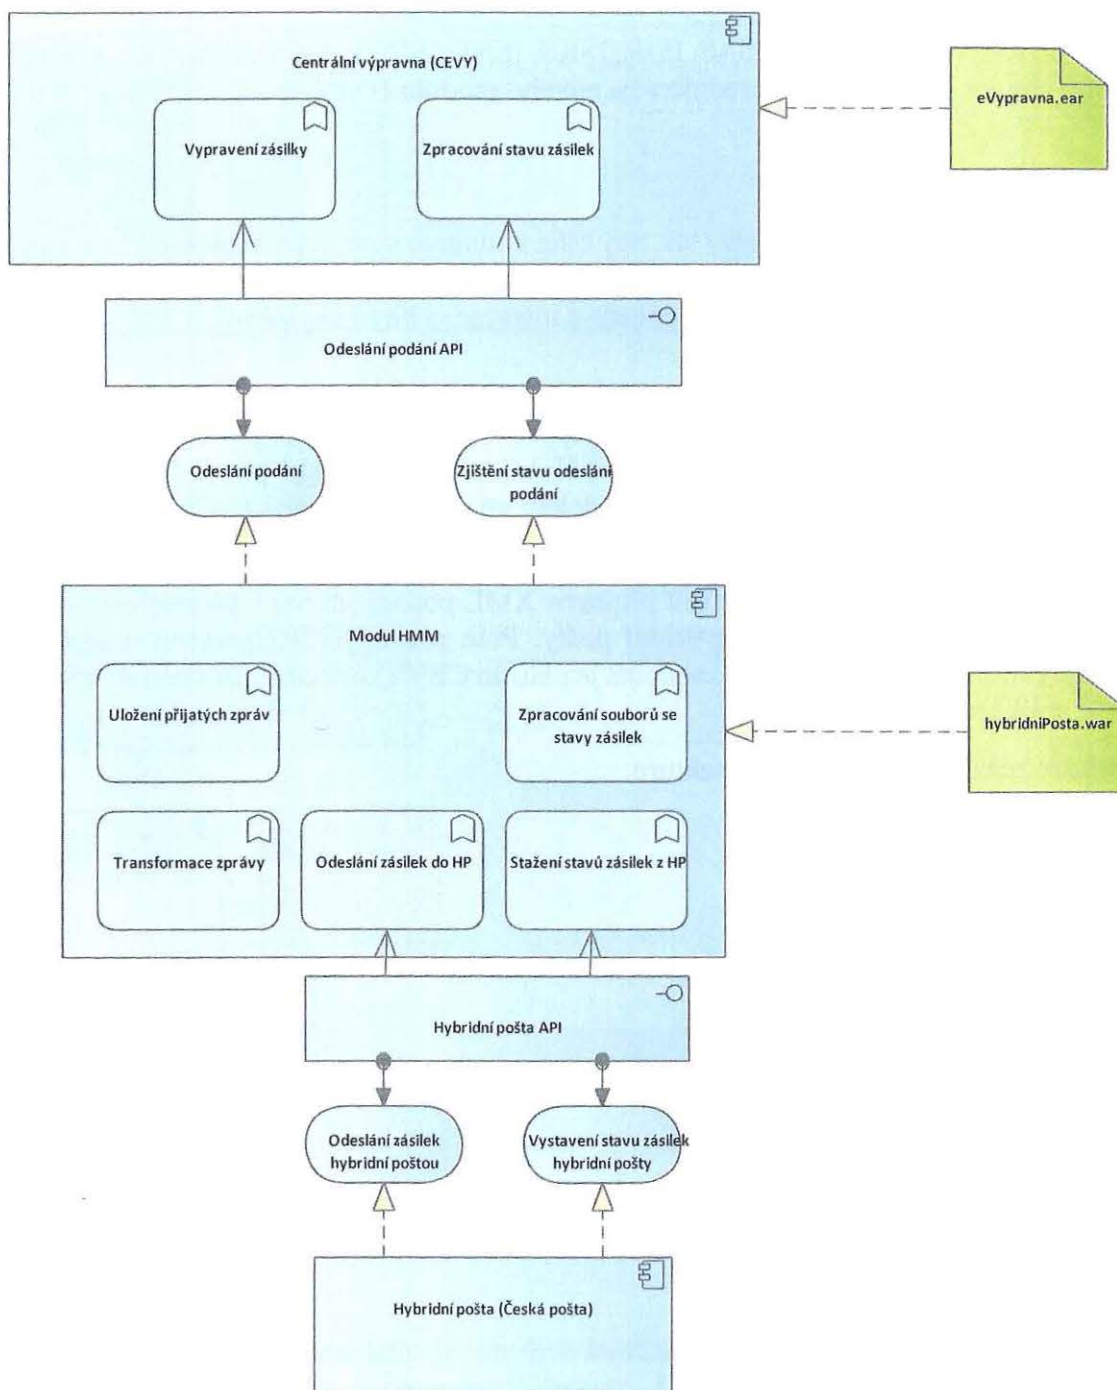 Centrální výpravna (CEVY)
eVypravna.ear
Vypravení zásilky
Zpracování stavu zásilek
Odeslání podání API
Odeslání podání
Zjištění stavu odeslání
podání
Modul HMM
Uložení přijatých zpráv
Zpracování souborů se
stavy zásilek
hybridniPosta.war
Transformace zprávy
Odeslání zásilek do HP
Stažení stavů zásilek z HP
Hybridní pošta API
Odeslání zásilek
hybridní poštou
Vystavení stavu zásilek
hybridní pošty
Hybridní pošta (Česká pošta)